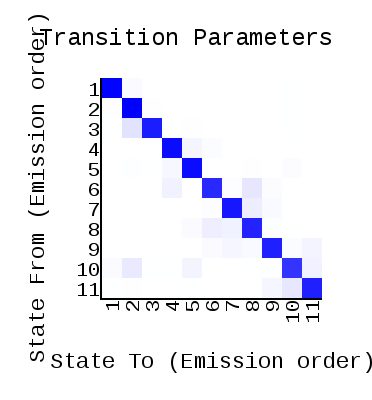 Transition Parameters
State From (Emission order)
1
2
3
4
5
6
7
8
9
10
11
1 2 3 4 5 6 7 8 9 10 11
State To (Emission order)